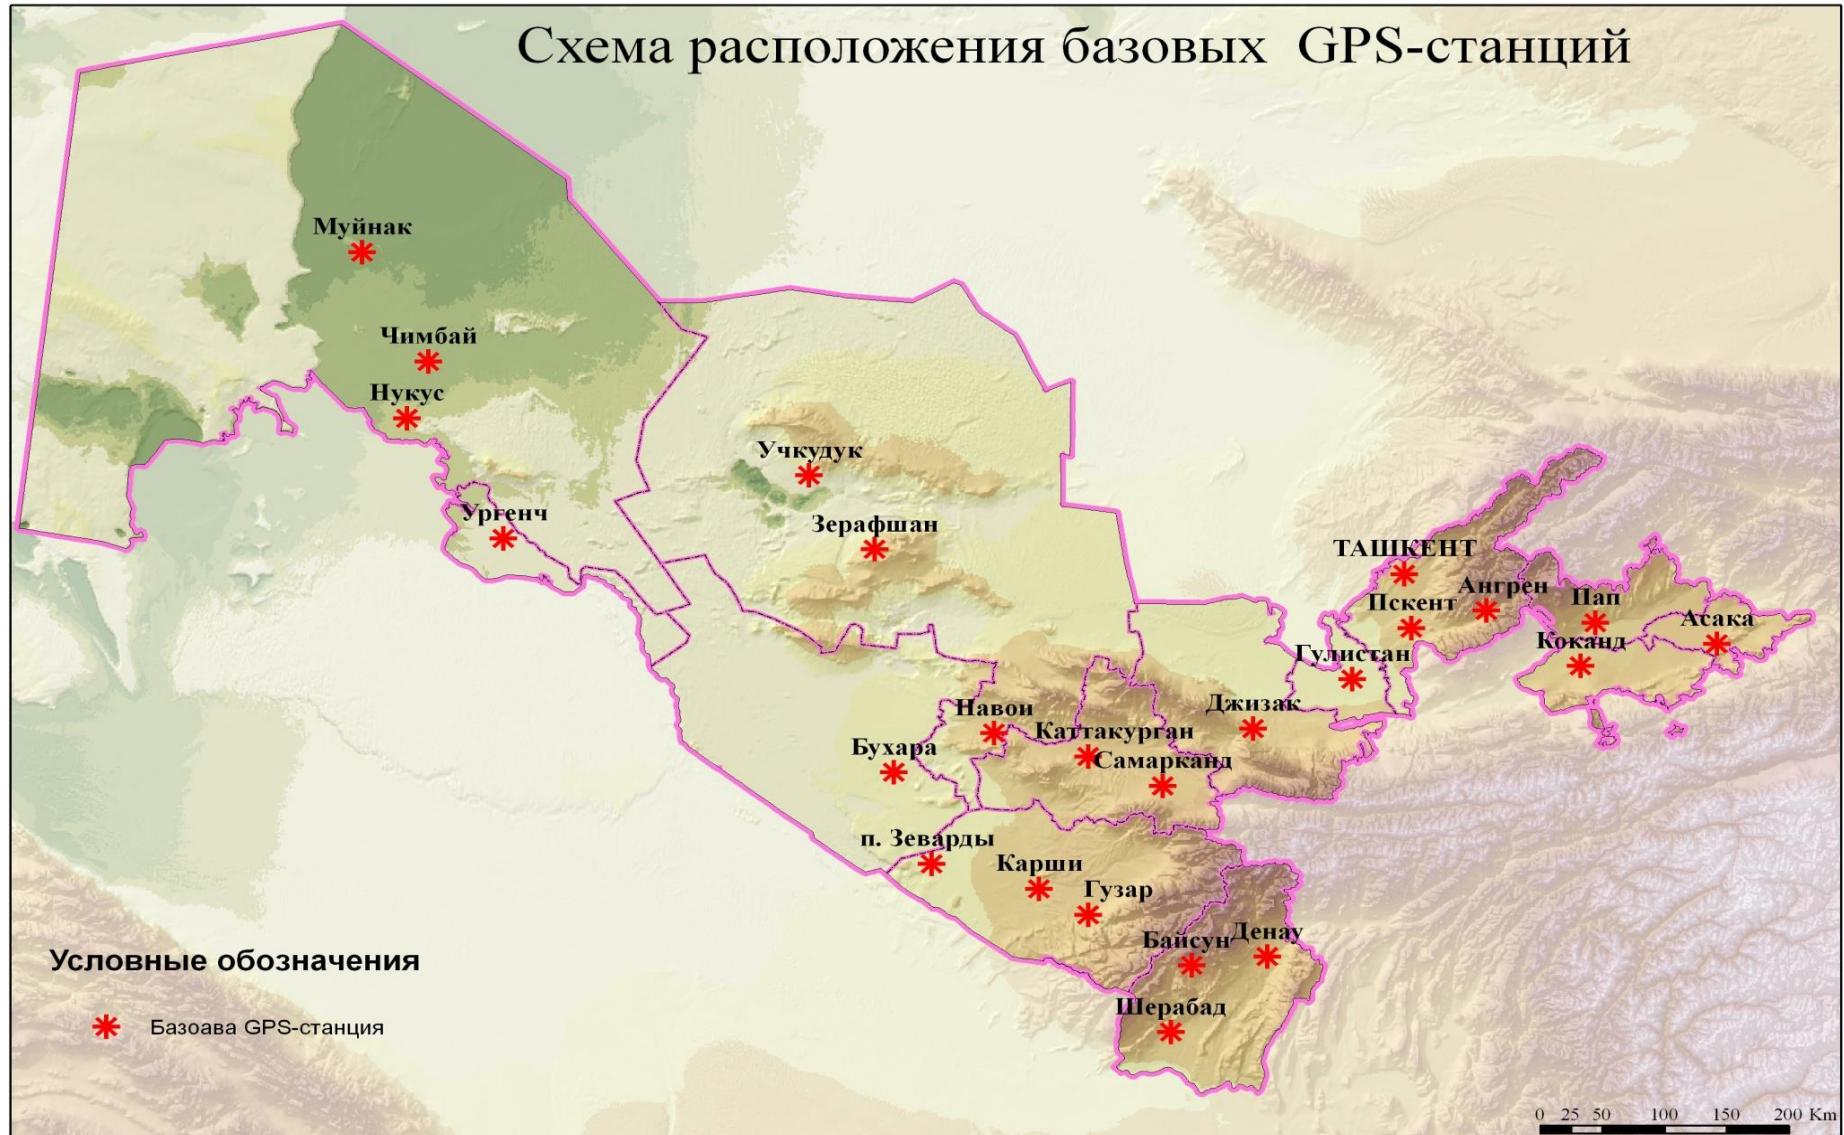 Схема расположения базовых GPS-станций
Муйнак
Чимбай
Нукус
Учкудук
Ургенч
Зерафшан
ТАШКЕНТ
Ангрен
Пскент
Пап
Асака
Коканд
Гулистан
Джизак
Навои
Каттакурган
Бухара
Самарканд
п. Зеварды
Карши
Гузар
Байсун
Денау
Шерабад
Условные обозначения
Базоава GPS-станция
0 25 50 100 150 200 Km